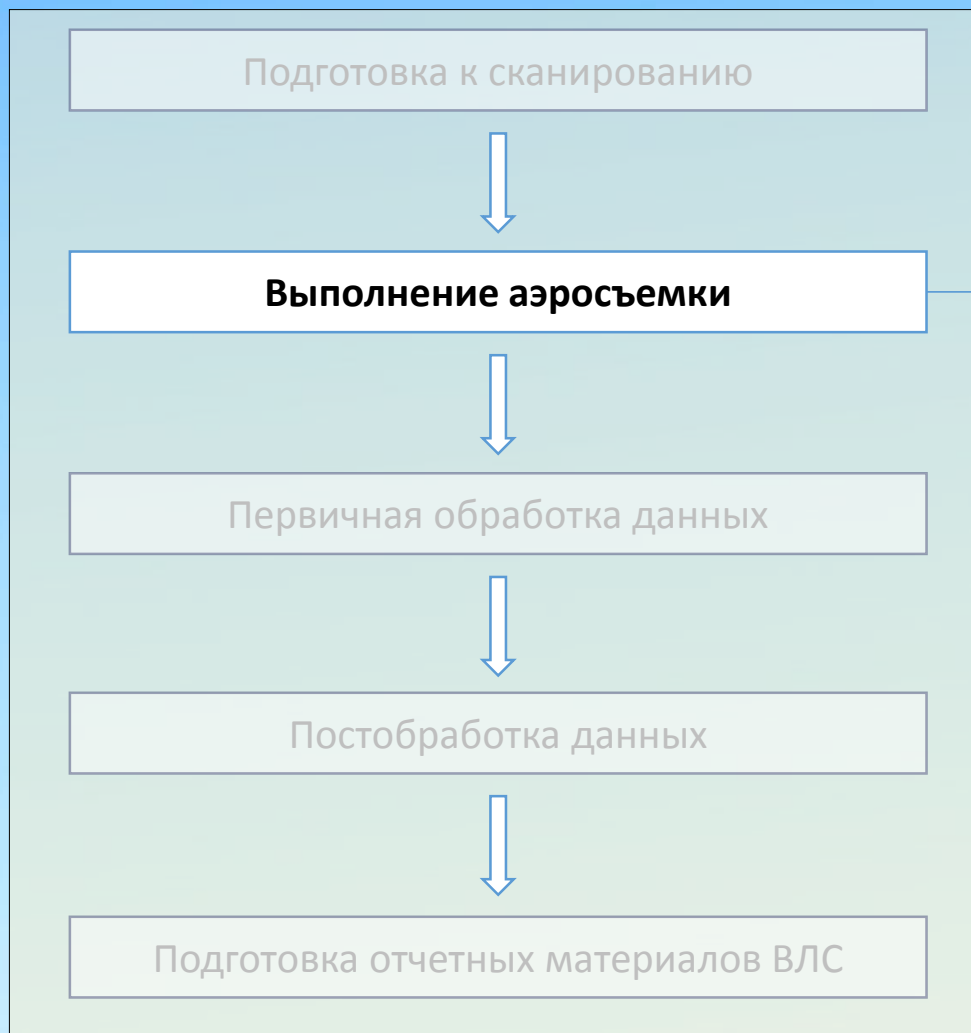 Подготовка к сканированию
Выполнение аэросъемки
Первичная обработка данных
Постобработка данных
Подготовка отчетных материалов ВЛС